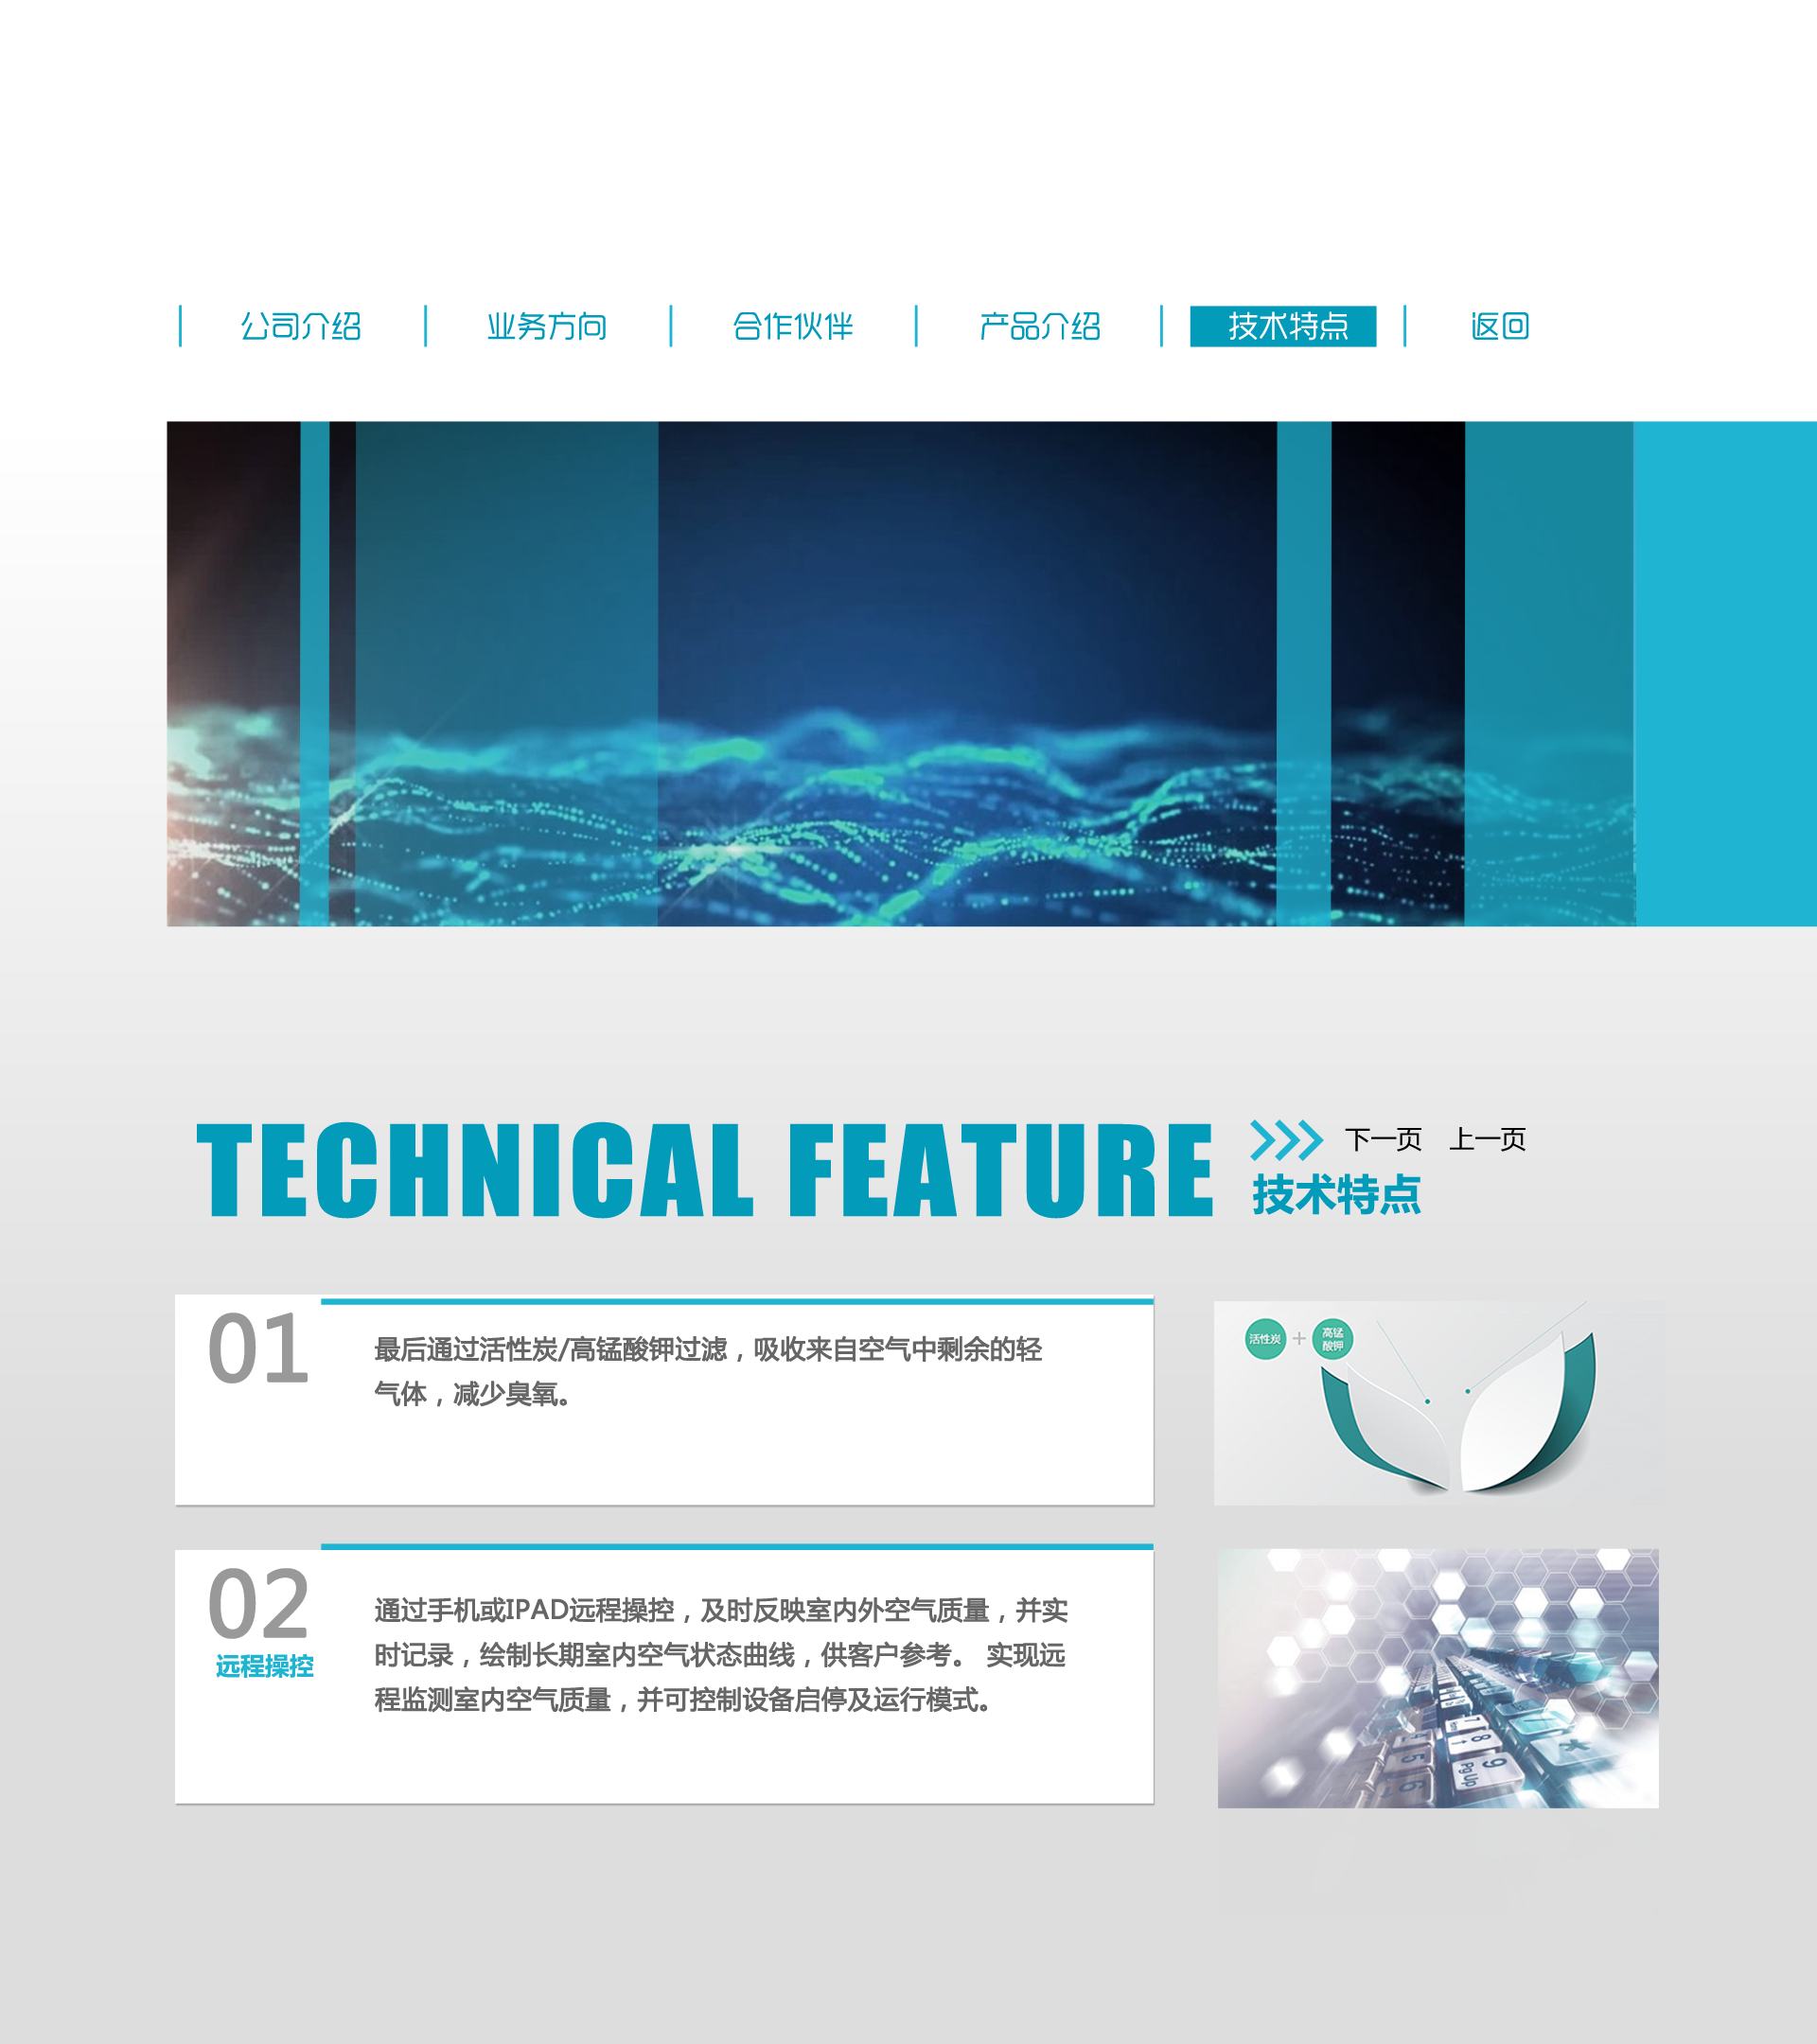 公司介绍
业务方向
合作伙伴
产品介绍
技术特点
返回
TECHNICAL FEATURE
下一页 上一页
技术特点
01
最后通过活性炭/高锰酸钾过滤，吸收来自空气中剩余的轻
气体，减少臭氧。
活性炭 + 高锰
酸钾
02
远程操控
通过手机或IPAD远程操控，及时反映室内外空气质量，并实
时记录，绘制长期室内空气状态曲线，供客户参考。 实现远
程监测室内空气质量，并可控制设备启停及运行模式。
7
8
9
PgUp
5
6
*